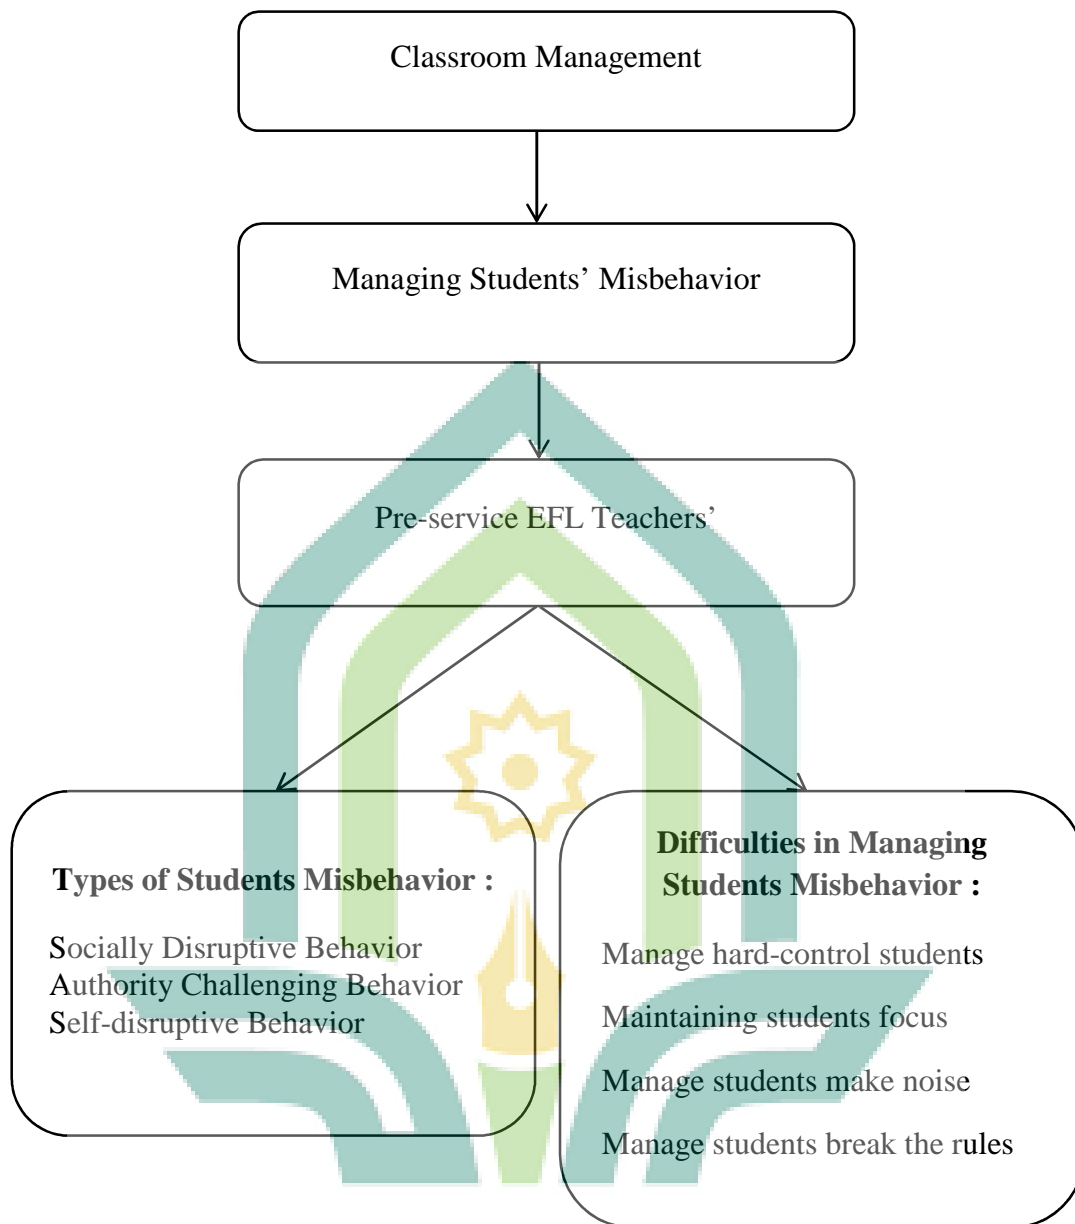 Classroom Management
Managing Students’ Misbehavior
Pre-service EFL Teachers’
Types of Students Misbehavior :
Socially Disruptive Behavior
Authority Challenging Behavior
Self-disruptive Behavior
Difficulties in Managing
Students Misbehavior :
Manage hard-control students
Maintaining students focus
Manage students make noise
Manage students break the rules